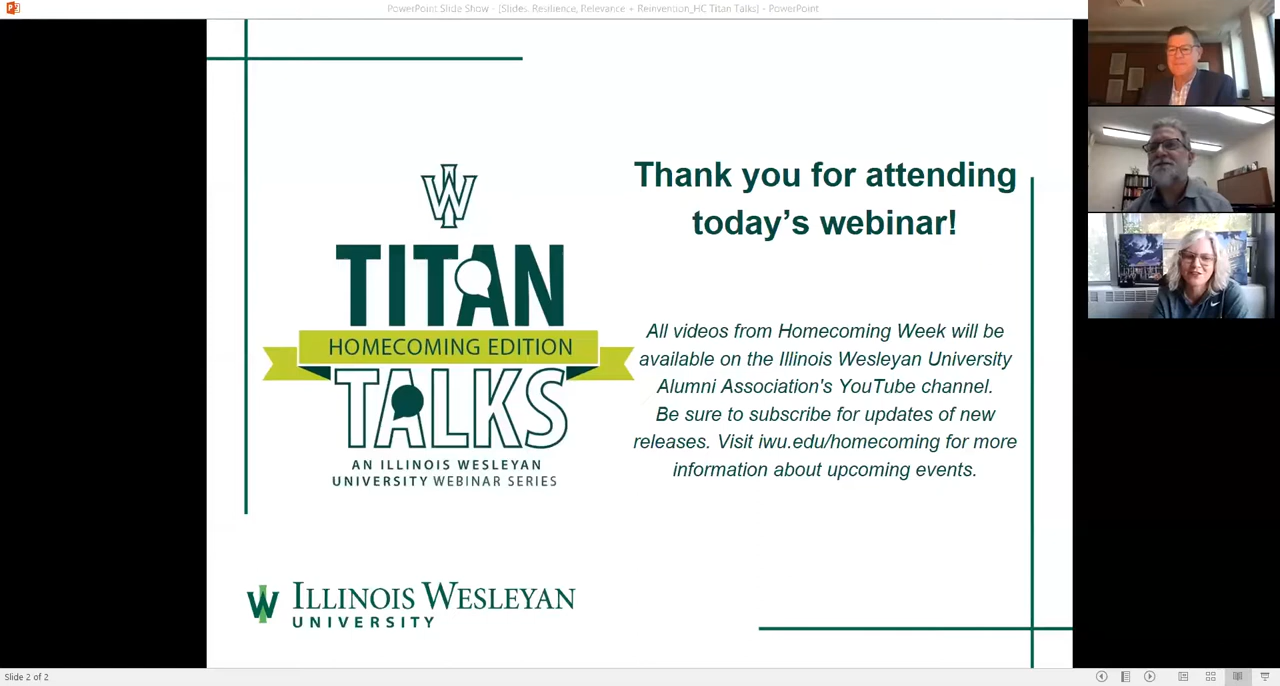 PowerPoint Slide Show - [Slides. Resilience, Relevance + Reinvention_HC Titan Talks] - PowerPoint
W
TITAN
HOMECOMING EDITION
TALKS
AN ILLINOIS WESLEYAN
UNIVERSITY WEBINAR SERIES
Thank you for attending
today’s webinar!
All videos from Homecoming Week will be
available on the Illinois Wesleyan University
Alumni Association's YouTube channel.
Be sure to subscribe for updates of new
releases. Visit iwu.edu/homecoming for more
information about upcoming events.
ILLINOIS WESLEYAN
UNIVERSITY
Slide 2 of 2